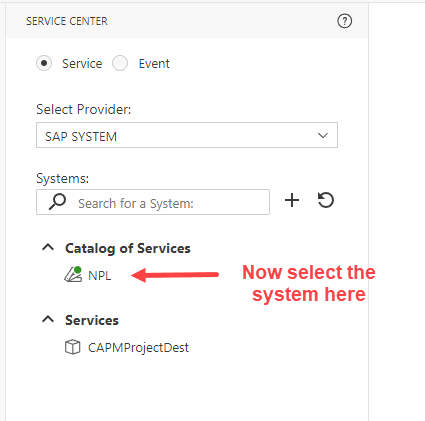 SERVICE CENTER
Service Event
Select Provider:
SAP SYSTEM
Systems:
Search for a System:
Catalog of Services
NPL
Now select the
system here
Services
CAPMProjectDest